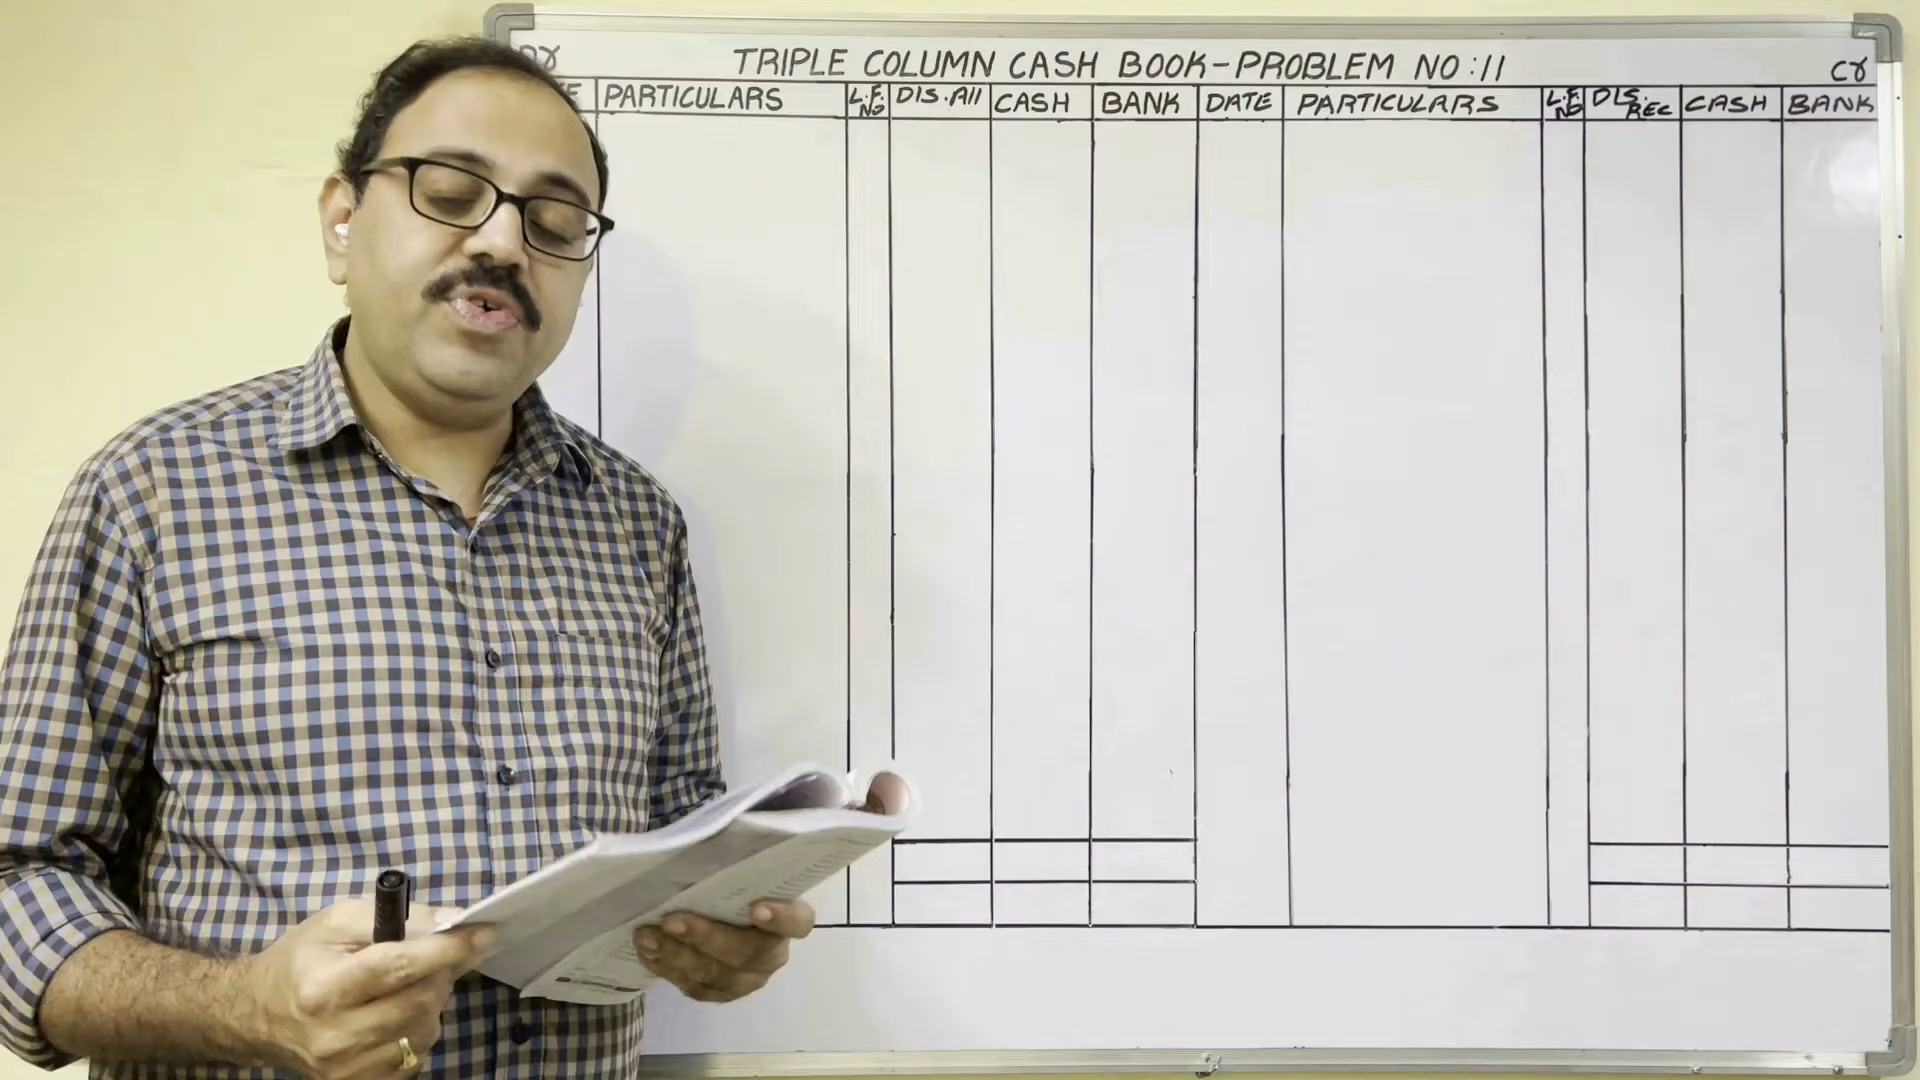 Dr
TRIPLE COLUMN CASH BOOK - PROBLEM NO : 11
Cr
PARTICULARS
L.F. NO
DIS. All
CASH
BANK
DATE
PARTICULARS
L.F. NO
DIS. REC
CASH
BANK